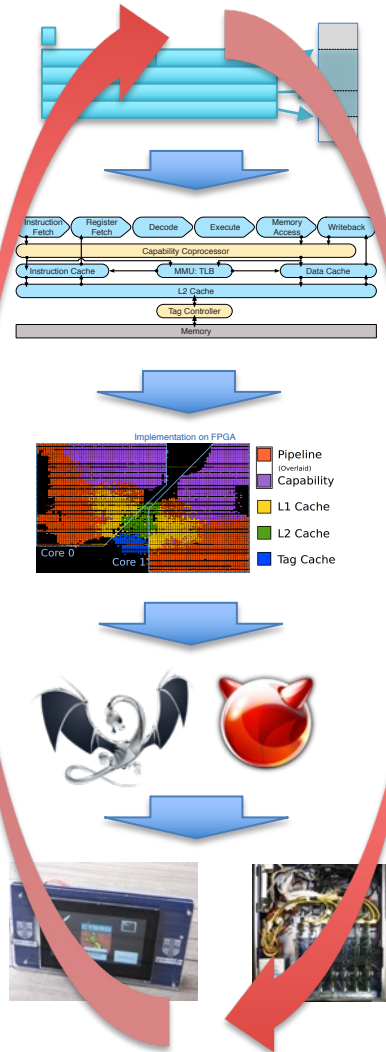 Instruction
Fetch
Register
Fetch
Decode
Execute
Memory
Access
Writeback
Capability Coprocessor
Instruction Cache
MMU: TLB
Data Cache
L2 Cache
Tag Controller
Memory
Implementation on FPGA
Pipeline
(Overlaid)
Capability
L1 Cache
L2 Cache
Tag Cache
Core 0
Core 1